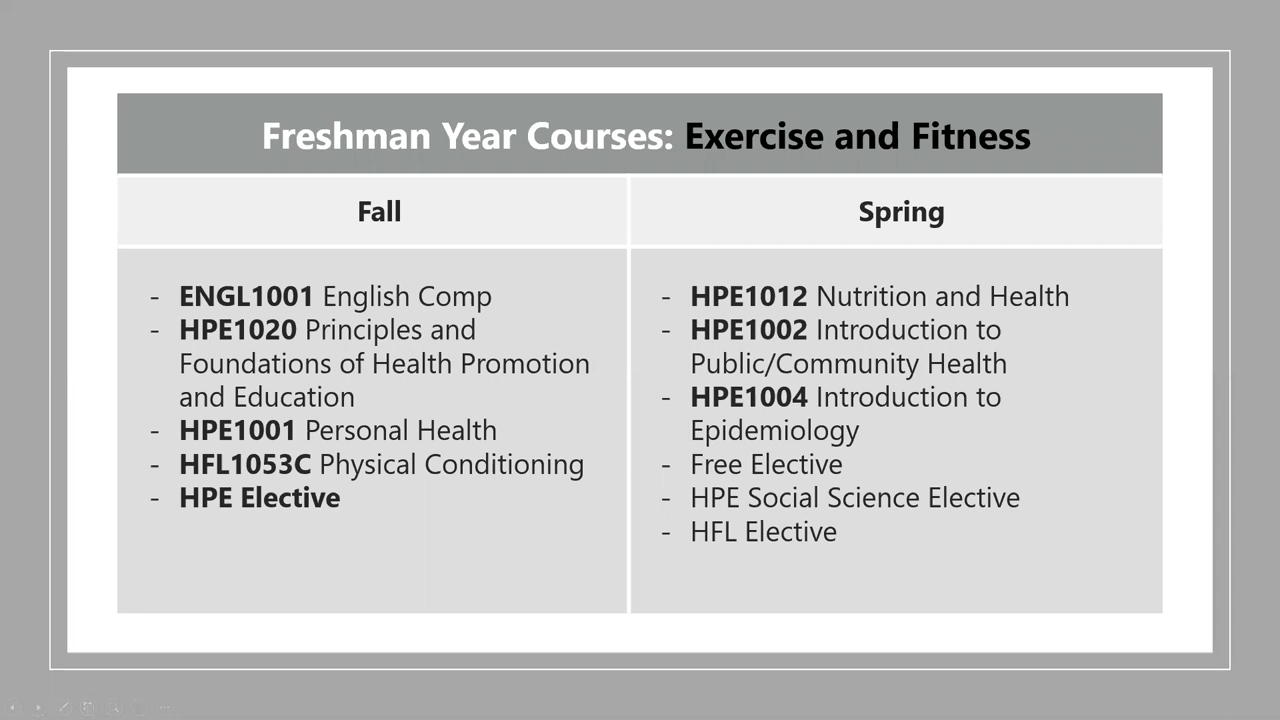 Freshman Year Courses: Exercise and Fitness
Fall
- ENGL1001 English Comp
- HPE1020 Principles and
Foundations of Health Promotion
and Education
- HPE1001 Personal Health
- HFL1053C Physical Conditioning
- HPE Elective
Spring
- HPE1012 Nutrition and Health
- HPE1002 Introduction to
Public/Community Health
- HPE1004 Introduction to
Epidemiology
- Free Elective
- HPE Social Science Elective
- HFL Elective